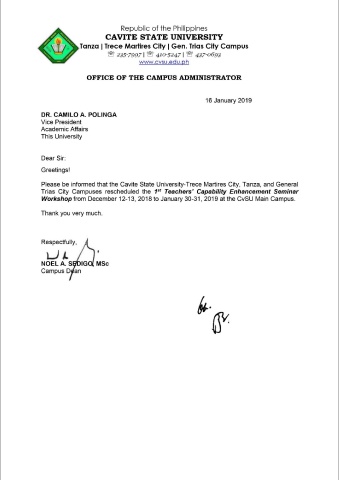 Republic of the Philippines
CAVITE STATE UNIVERSITY
Tanza | Trece Martires City | Gen. Trias City Campus
☏ 235-7997 | ☏ 410-5247 | ☏ 437-0693
www.cvsu.edu.ph
OFFICE OF THE CAMPUS ADMINISTRATOR
16 January 2019
DR. CAMILO A. POLINGA
Vice President
Academic Affairs
This University
Dear Sir:
Greetings!
Please be informed that the Cavite State University-Trece Martires City, Tanza, and General
Trias City Campuses rescheduled the 1st Teachers' Capability Enhancement Seminar
Workshop from December 12-13, 2018 to January 30-31, 2019 at the CvSU Main Campus.
Thank you very much.
Respectfully,
NOEL A. SEDIGO, MSc
Campus Dean